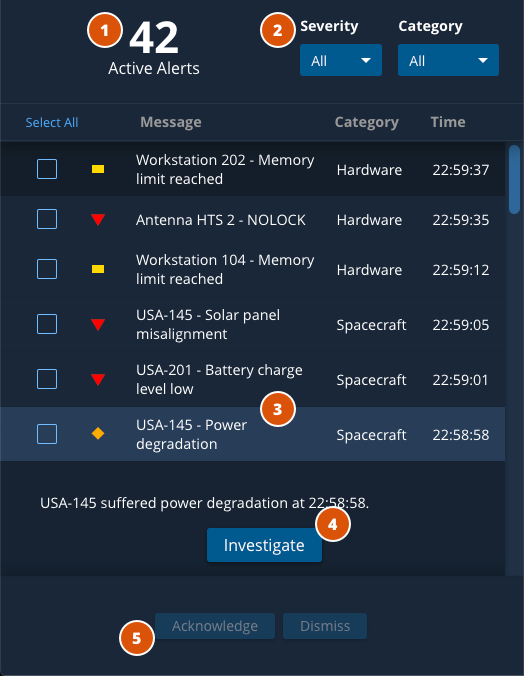 1 42
Active Alerts
2 Severity Category
All All
Select All Message Category Time
Workstation 202 - Memory
limit reached
Hardware 22:59:37
Antenna HTS 2 - NOLOCK Hardware 22:59:35
Workstation 104 - Memory
limit reached
Hardware 22:59:12
USA-145 - Solar panel
misalignment
Spacecraft 22:59:05
USA-201 - Battery charge
level low
Spacecraft 22:59:01
3
USA-145 - Power
degradation
Spacecraft 22:58:58
USA-145 suffered power degradation at 22:58:58.
4
Investigate
5 Acknowledge Dismiss